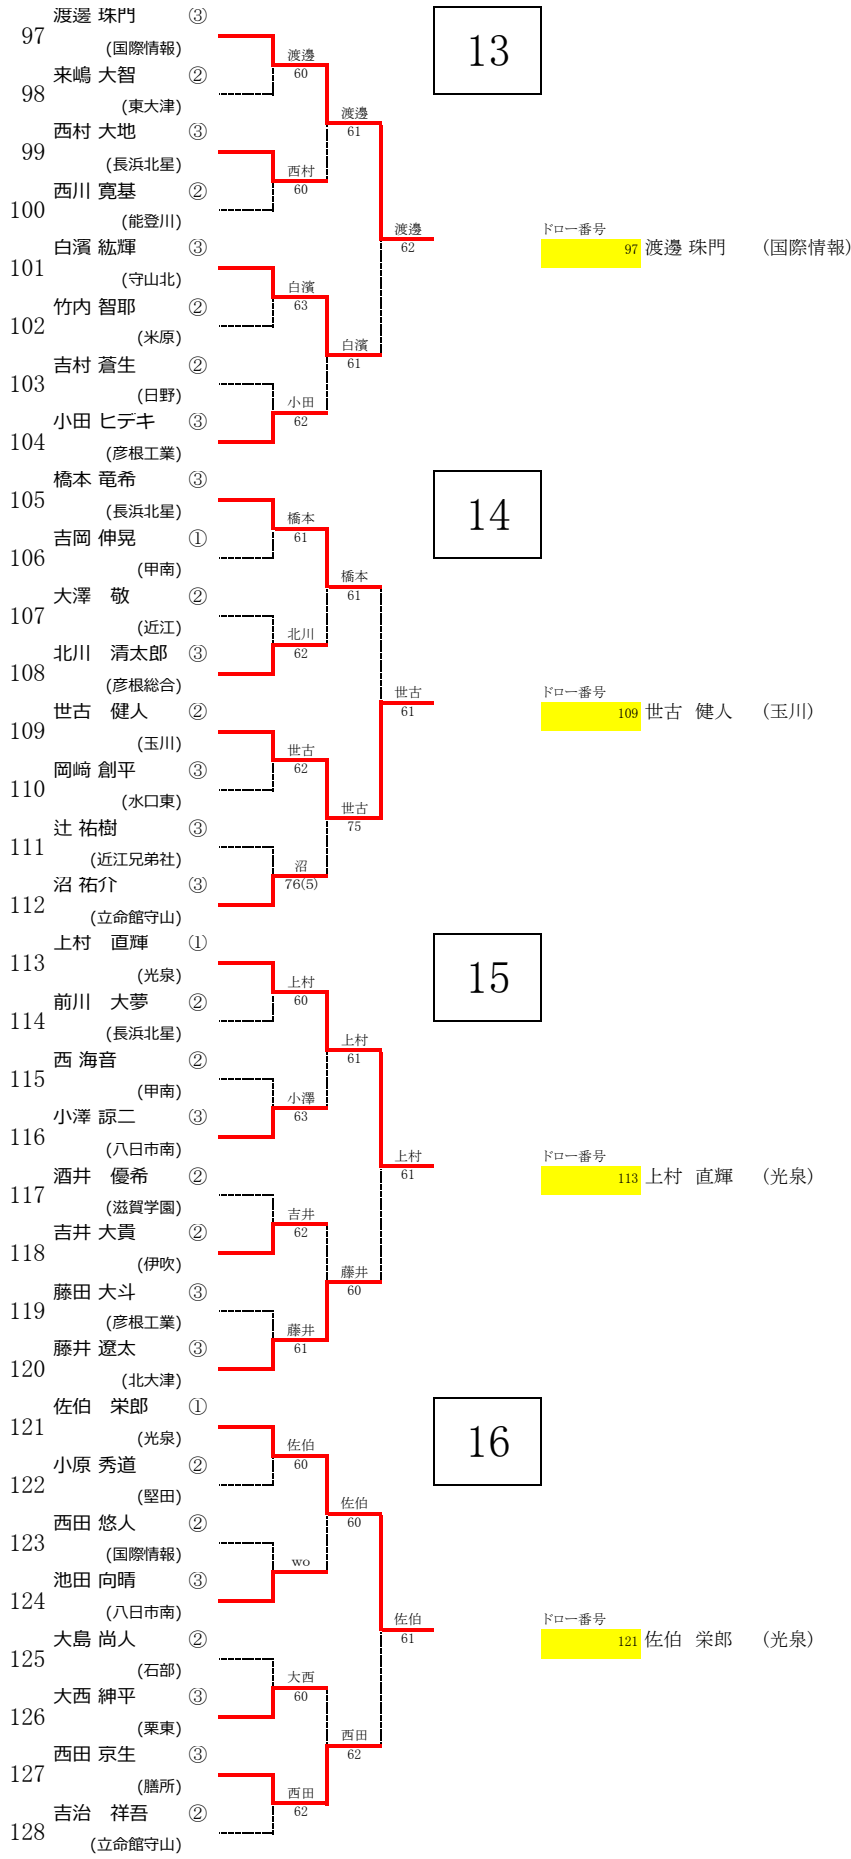 渡邊 珠門 ③
97
(国際情報)
渡邊
60
来嶋 大智 ②
98
(東大津)
渡邊
61
西村 大地 ③
99
(長浜北星)
西村
60
西川 寛基 ②
100
(能登川)
渡邊
62
13
ドロー番号
97 渡邊 珠門 (国際情報)
白濱 紘輝 ③
101
(守山北)
白濱
63
竹内 智耶 ②
102
(米原)
白濱
61
吉村 蒼生 ②
103
(日野)
小田
62
小田 ヒデキ ③
104
(彦根工業)
橋本 竜希 ③
105
(長浜北星)
橋本
61
吉岡 伸晃 ①
106
(甲南)
橋本
61
大澤 敬 ②
107
(近江)
北川
62
北川 清太郎 ③
108
(彦根総合)
世古
61
14
ドロー番号
109 世古 健人 (玉川)
世古 健人 ②
109
(玉川)
世古
62
岡﨑 創平 ③
110
(水口東)
世古
75
辻 祐樹 ③
111
(近江兄弟社)
沼
76(5)
沼 祐介 ③
112
(立命館守山)
上村 直輝 ①
113
(光泉)
上村
60
前川 大夢 ②
114
(長浜北星)
上村
61
西 海音 ②
115
(甲南)
小澤
63
小澤 諒二 ③
116
(八日市南)
上村
61
15
ドロー番号
113 上村 直輝 (光泉)
酒井 優希 ②
117
(滋賀学園)
吉井
62
吉井 大貴 ②
118
(伊吹)
藤井
60
藤田 大斗 ③
119
(彦根工業)
藤井
61
藤井 遼太 ③
120
(北大津)
佐伯 栄郎 ①
121
(光泉)
佐伯
60
小原 秀道 ②
122
(堅田)
佐伯
60
西田 悠人 ②
123
(国際情報)
wo
池田 向晴 ③
124
(八日市南)
佐伯
61
16
ドロー番号
121 佐伯 栄郎 (光泉)
大島 尚人 ②
125
(石部)
大西
60
大西 紳平 ③
126
(栗東)
西田
62
西田 京生 ③
127
(膳所)
西田
62
吉治 祥吾 ②
128
(立命館守山)